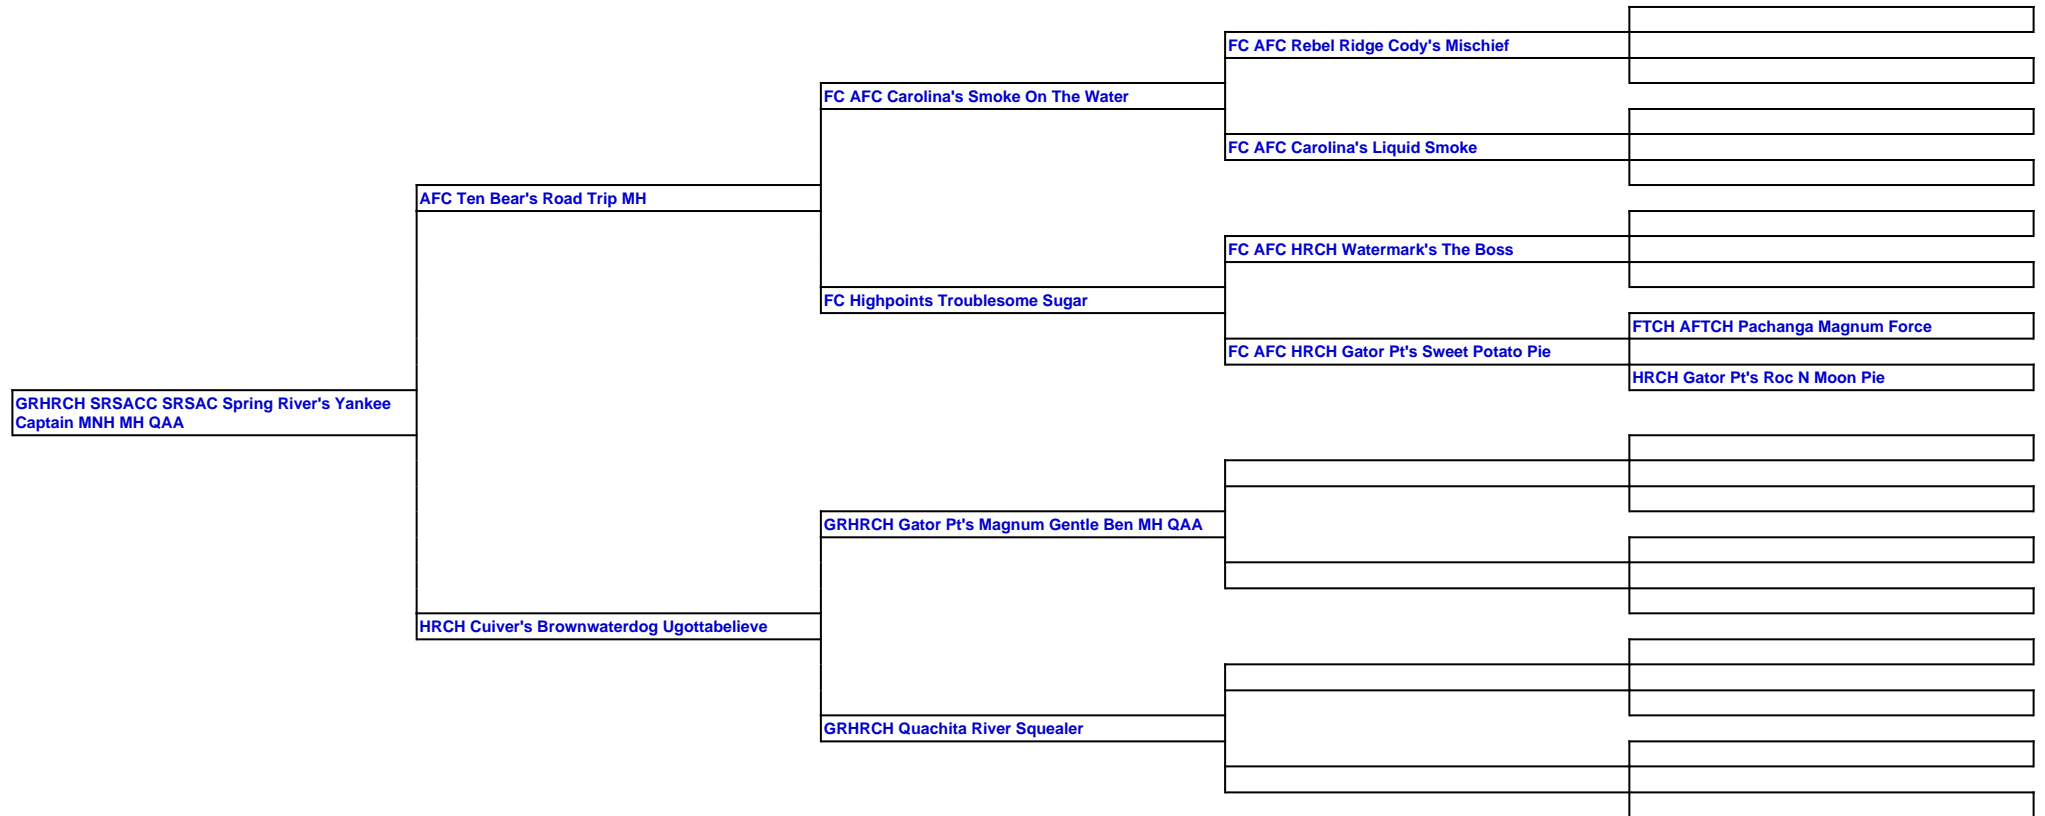 FC AFC Rebel Ridge Cody's Mischief
FC AFC Carolina's Smoke On The Water
FC AFC Carolina's Liquid Smoke
AFC Ten Bear's Road Trip MH
FC AFC HRCH Watermark's The Boss
FC Highpoints Troublesome Sugar
FTCH AFTCH Pachanga Magnum Force
FC AFC HRCH Gator Pt's Sweet Potato Pie
HRCH Gator Pt's Roc N Moon Pie
GRHRCH SRSACC SRSAC Spring River's Yankee
Captain MNH MH QAA
GRHRCH Gator Pt's Magnum Gentle Ben MH QAA
HRCH Cuiver's Brownwaterdog Ugottabelieve
GRHRCH Quachita River Squealer